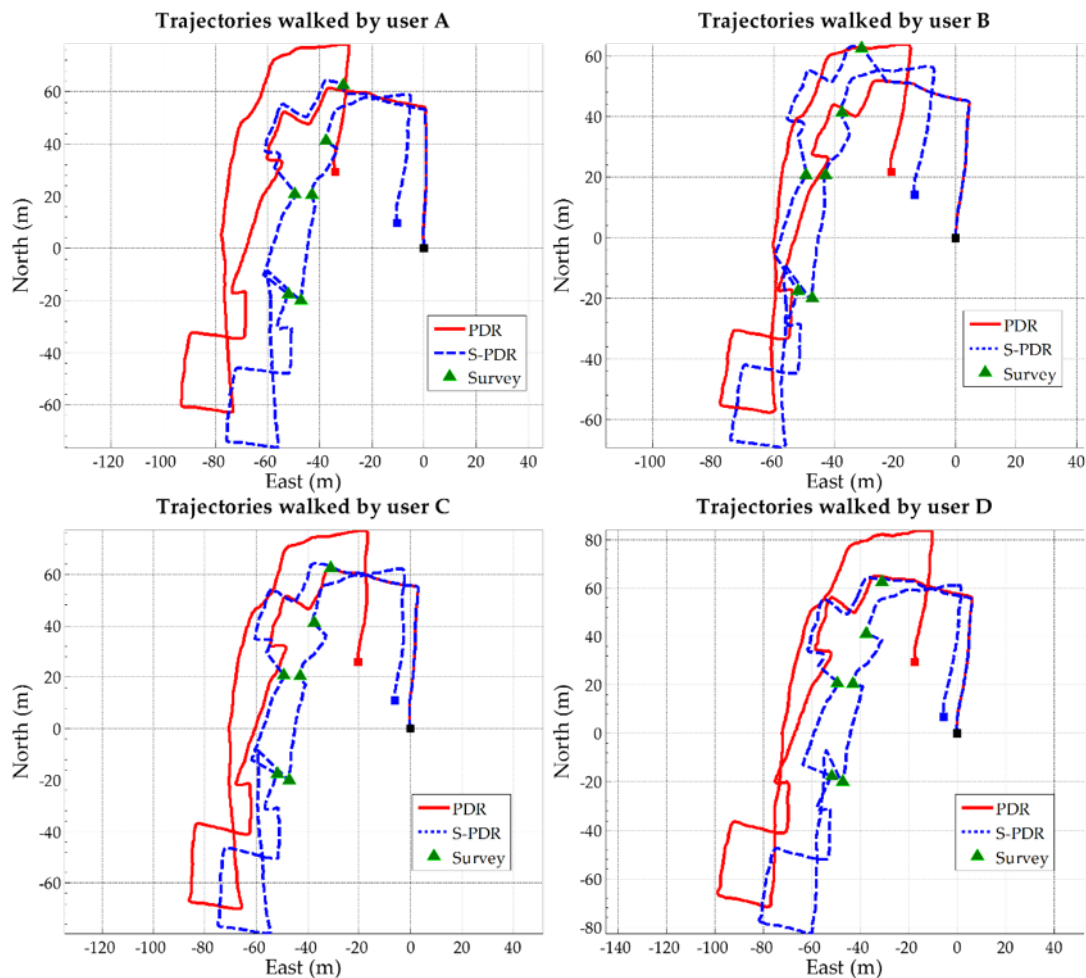 Trajectories walked by user A
North (m)
60
40
20
0
-20
-40
-60
-120 -100 -80 -60 -40 -20 0 20 40
East (m)
PDR
S-PDR
Survey
Trajectories walked by user B
North (m)
60
40
20
0
-20
-40
-60
-100 -80 -60 -40 -20 0 20 40
East (m)
PDR
S-PDR
Survey
Trajectories walked by user C
North (m)
60
40
20
0
-20
-40
-60
-120 -100 -80 -60 -40 -20 0 20 40
East (m)
PDR
S-PDR
Survey
Trajectories walked by user D
North (m)
80
60
40
20
0
-20
-40
-60
-80
-140 -120 -100 -80 -60 -40 -20 0 20 40
East (m)
PDR
S-PDR
Survey